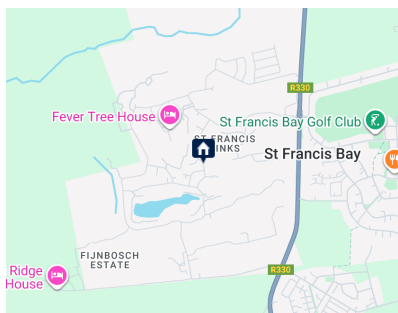 R330
Fever Tree House
St Francis Bay Golf Club
ST FRANCIS
INKS
St Francis Bay
FIJNBOSCH
ESTATE
R330
Ridge
House